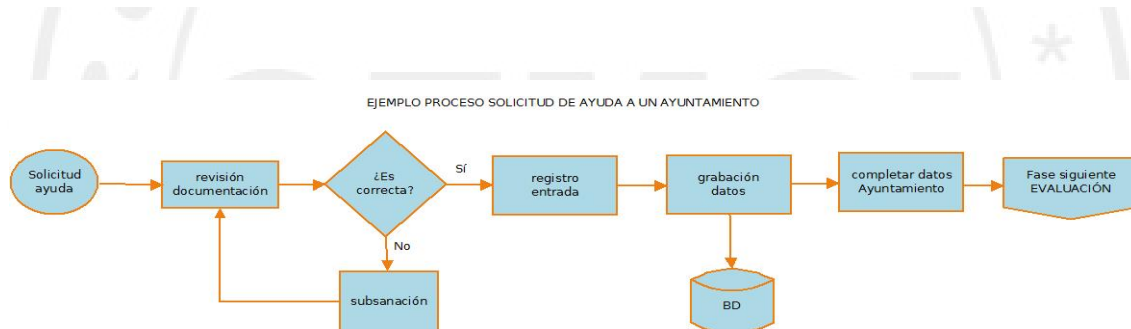 EJEMPLO PROCESO SOLICITUD DE AYUDA A UN AYUNTAMIENTO
Solicitud
ayuda
revisión
documentación
¿Es
correcta?
Sí
No
subsanación
registro
entrada
grabación
datos
BD
completar datos
Ayuntamiento
Fase siguiente
EVALUACIÓN